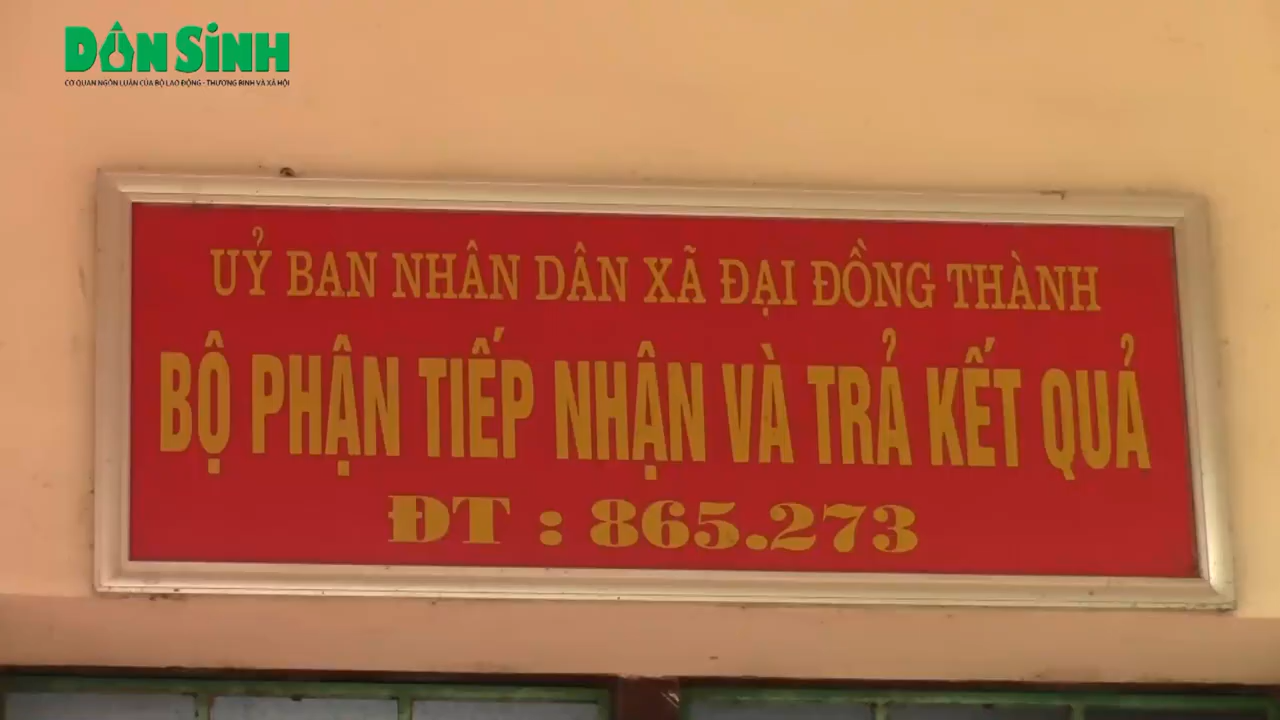 DÂN SINH
CƠ QUAN NGÔN LUẬN CỦA BỘ LAO ĐỘNG - THƯƠNG BINH VÀ XÃ HỘI
UỶ BAN NHÂN DÂN XÃ ĐẠI ĐỒNG THÀNH
BỘ PHẬN TIẾP NHẬN VÀ TRẢ KẾT QUẢ
ĐT : 865.273